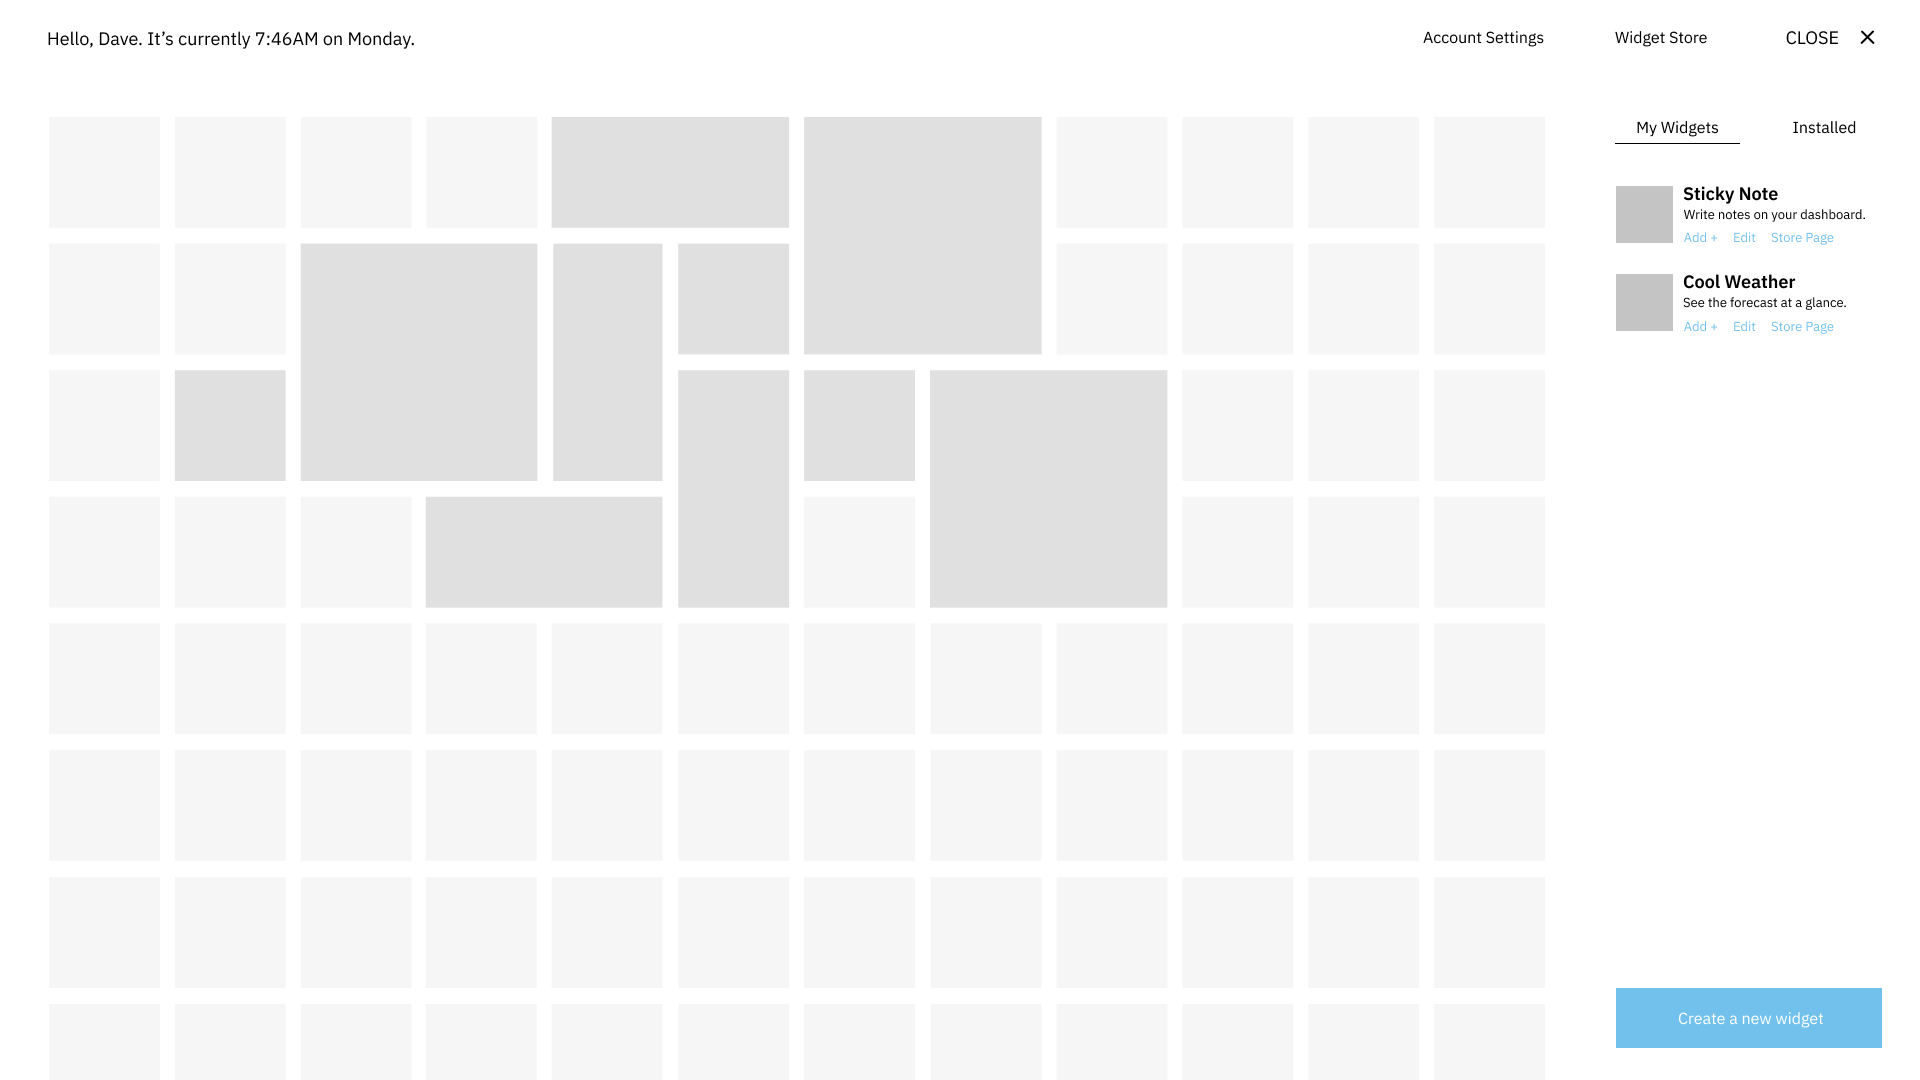 Hello, Dave. It’s currently 7:46AM on Monday.
Account Settings
Widget Store
CLOSE
My Widgets
Installed
Sticky Note
Write notes on your dashboard.
Add + Edit Store Page
Cool Weather
See the forecast at a glance.
Add + Edit Store Page
Create a new widget